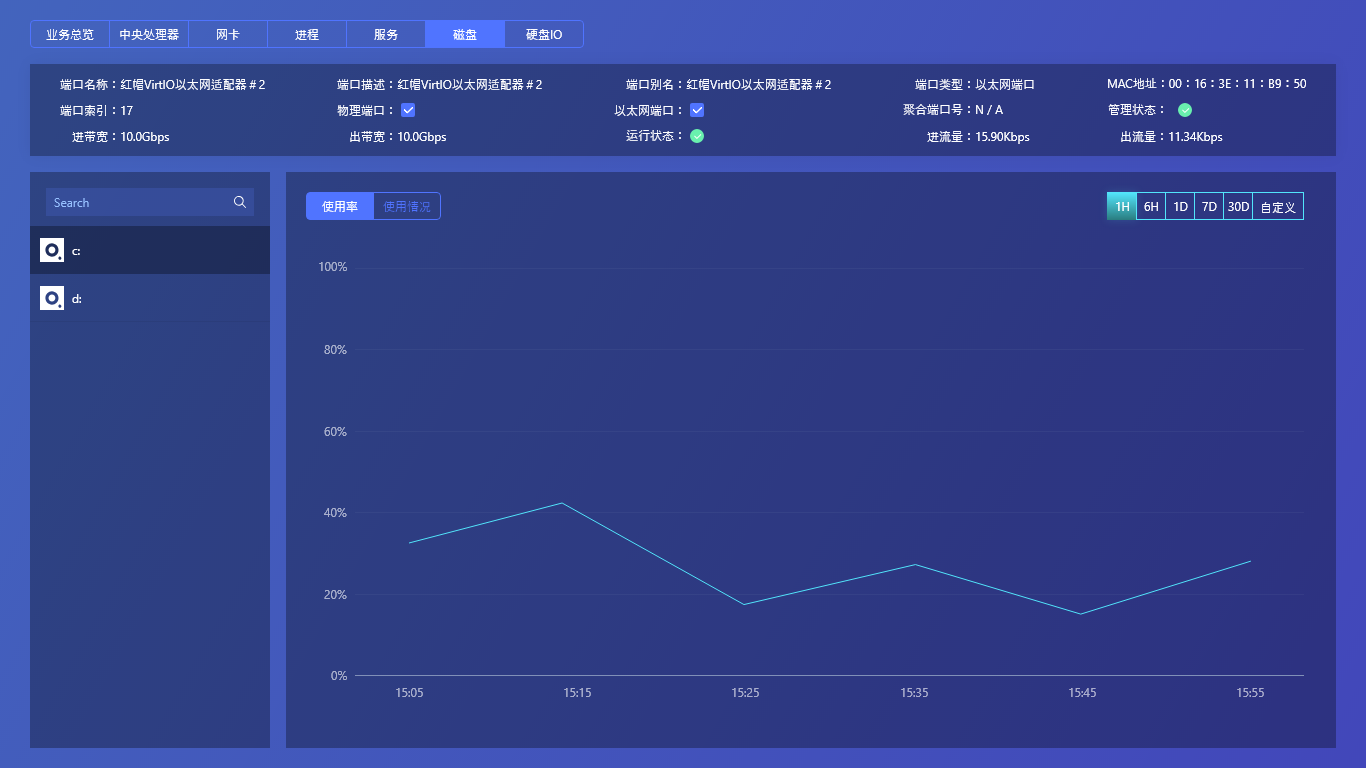 业务总览 中央处理器 网卡 进程 服务 磁盘 硬盘IO
端口名称：红帽VirtIO以太网适配器＃2 端口描述：红帽VirtIO以太网适配器＃2 端口别名：红帽VirtIO以太网适配器＃2 端口类型：以太网端口 MAC地址：00：16：3E：11：B9：50
端口索引：17 物理端口： 以太网端口： 聚合端口号：N / A 管理状态：
进带宽：10.0Gbps 出带宽：10.0Gbps 运行状态： 进流量：15.90Kbps 出流量：11.34Kbps
Search
c:
d:
使用率 使用情况 1H 6H 1D 7D 30D 自定义
100%
80%
60%
40%
20%
0%
15:05 15:15 15:25 15:35 15:45 15:55